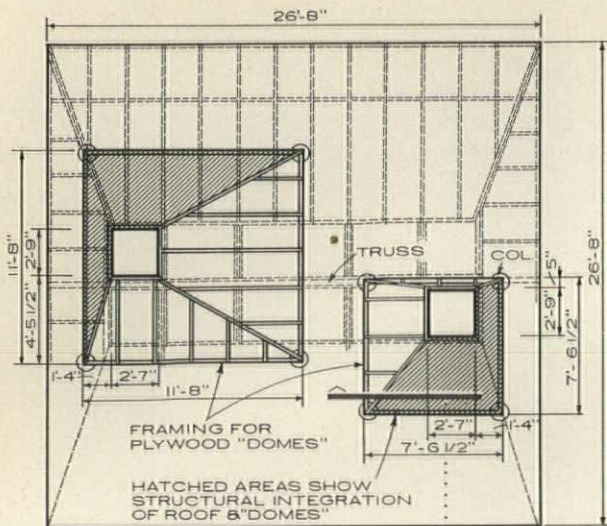 26'-8"
11'-8"
2'-9"
4'-5 1/2"
TRUSS
COL.
5"
2'-9"
7'-6 1/2"
26'-8"
1'-4"
2'-7"
11'-8"
2'-7"
1'-4"
7'-6 1/2"
FRAMING FOR
PLYWOOD "DOMES"
HATCHED AREAS SHOW
STRUCTURAL INTEGRATION
OF ROOF & "DOMES"